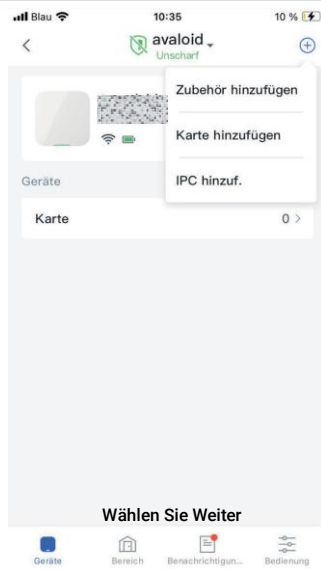 Blau 10:35 10 %
avaloid
Unscharf
Zubehör hinzufügen
Karte hinzufügen
IPC hinzuf.
Geräte
Karte 0
Wählen Sie Weiter
Geräte Bereich Benachrichtigun... Bedienung